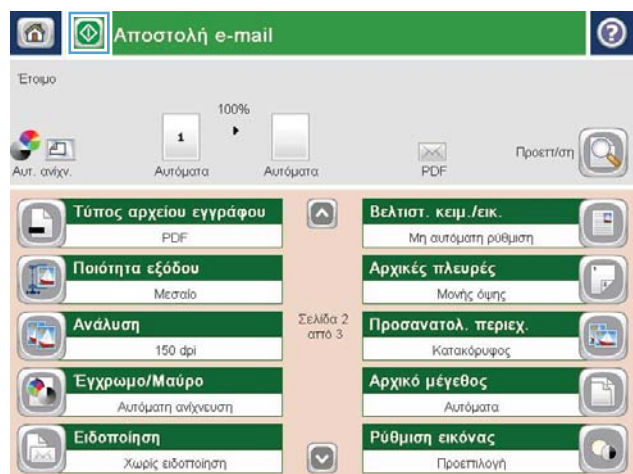 Αποστολή e-mail
Έτοιμο
100%
1
Αυτ. ανίχν.
Αυτόματα
Αυτόματα
PDF
Προεπ/ση
Τύπος αρχείου εγγράφου
PDF
Ποιότητα εξόδου
Μεσαίο
Ανάλυση
150 dpi
Έγχρωμο/Μαύρο
Αυτόματη ανίχνευση
Ειδοποίηση
Χωρίς ειδοποίηση
Σελίδα 2
από 3
Βελτιστ. κειμ./εικ.
Μη αυτόματη ρύθμιση
Αρχικές πλευρές
Μονής όψης
Προσανατολ. περιεχ.
Κατακόρυφος
Αρχικό μέγεθος
Αυτόματα
Ρύθμιση εικόνας
Προεπιλογή